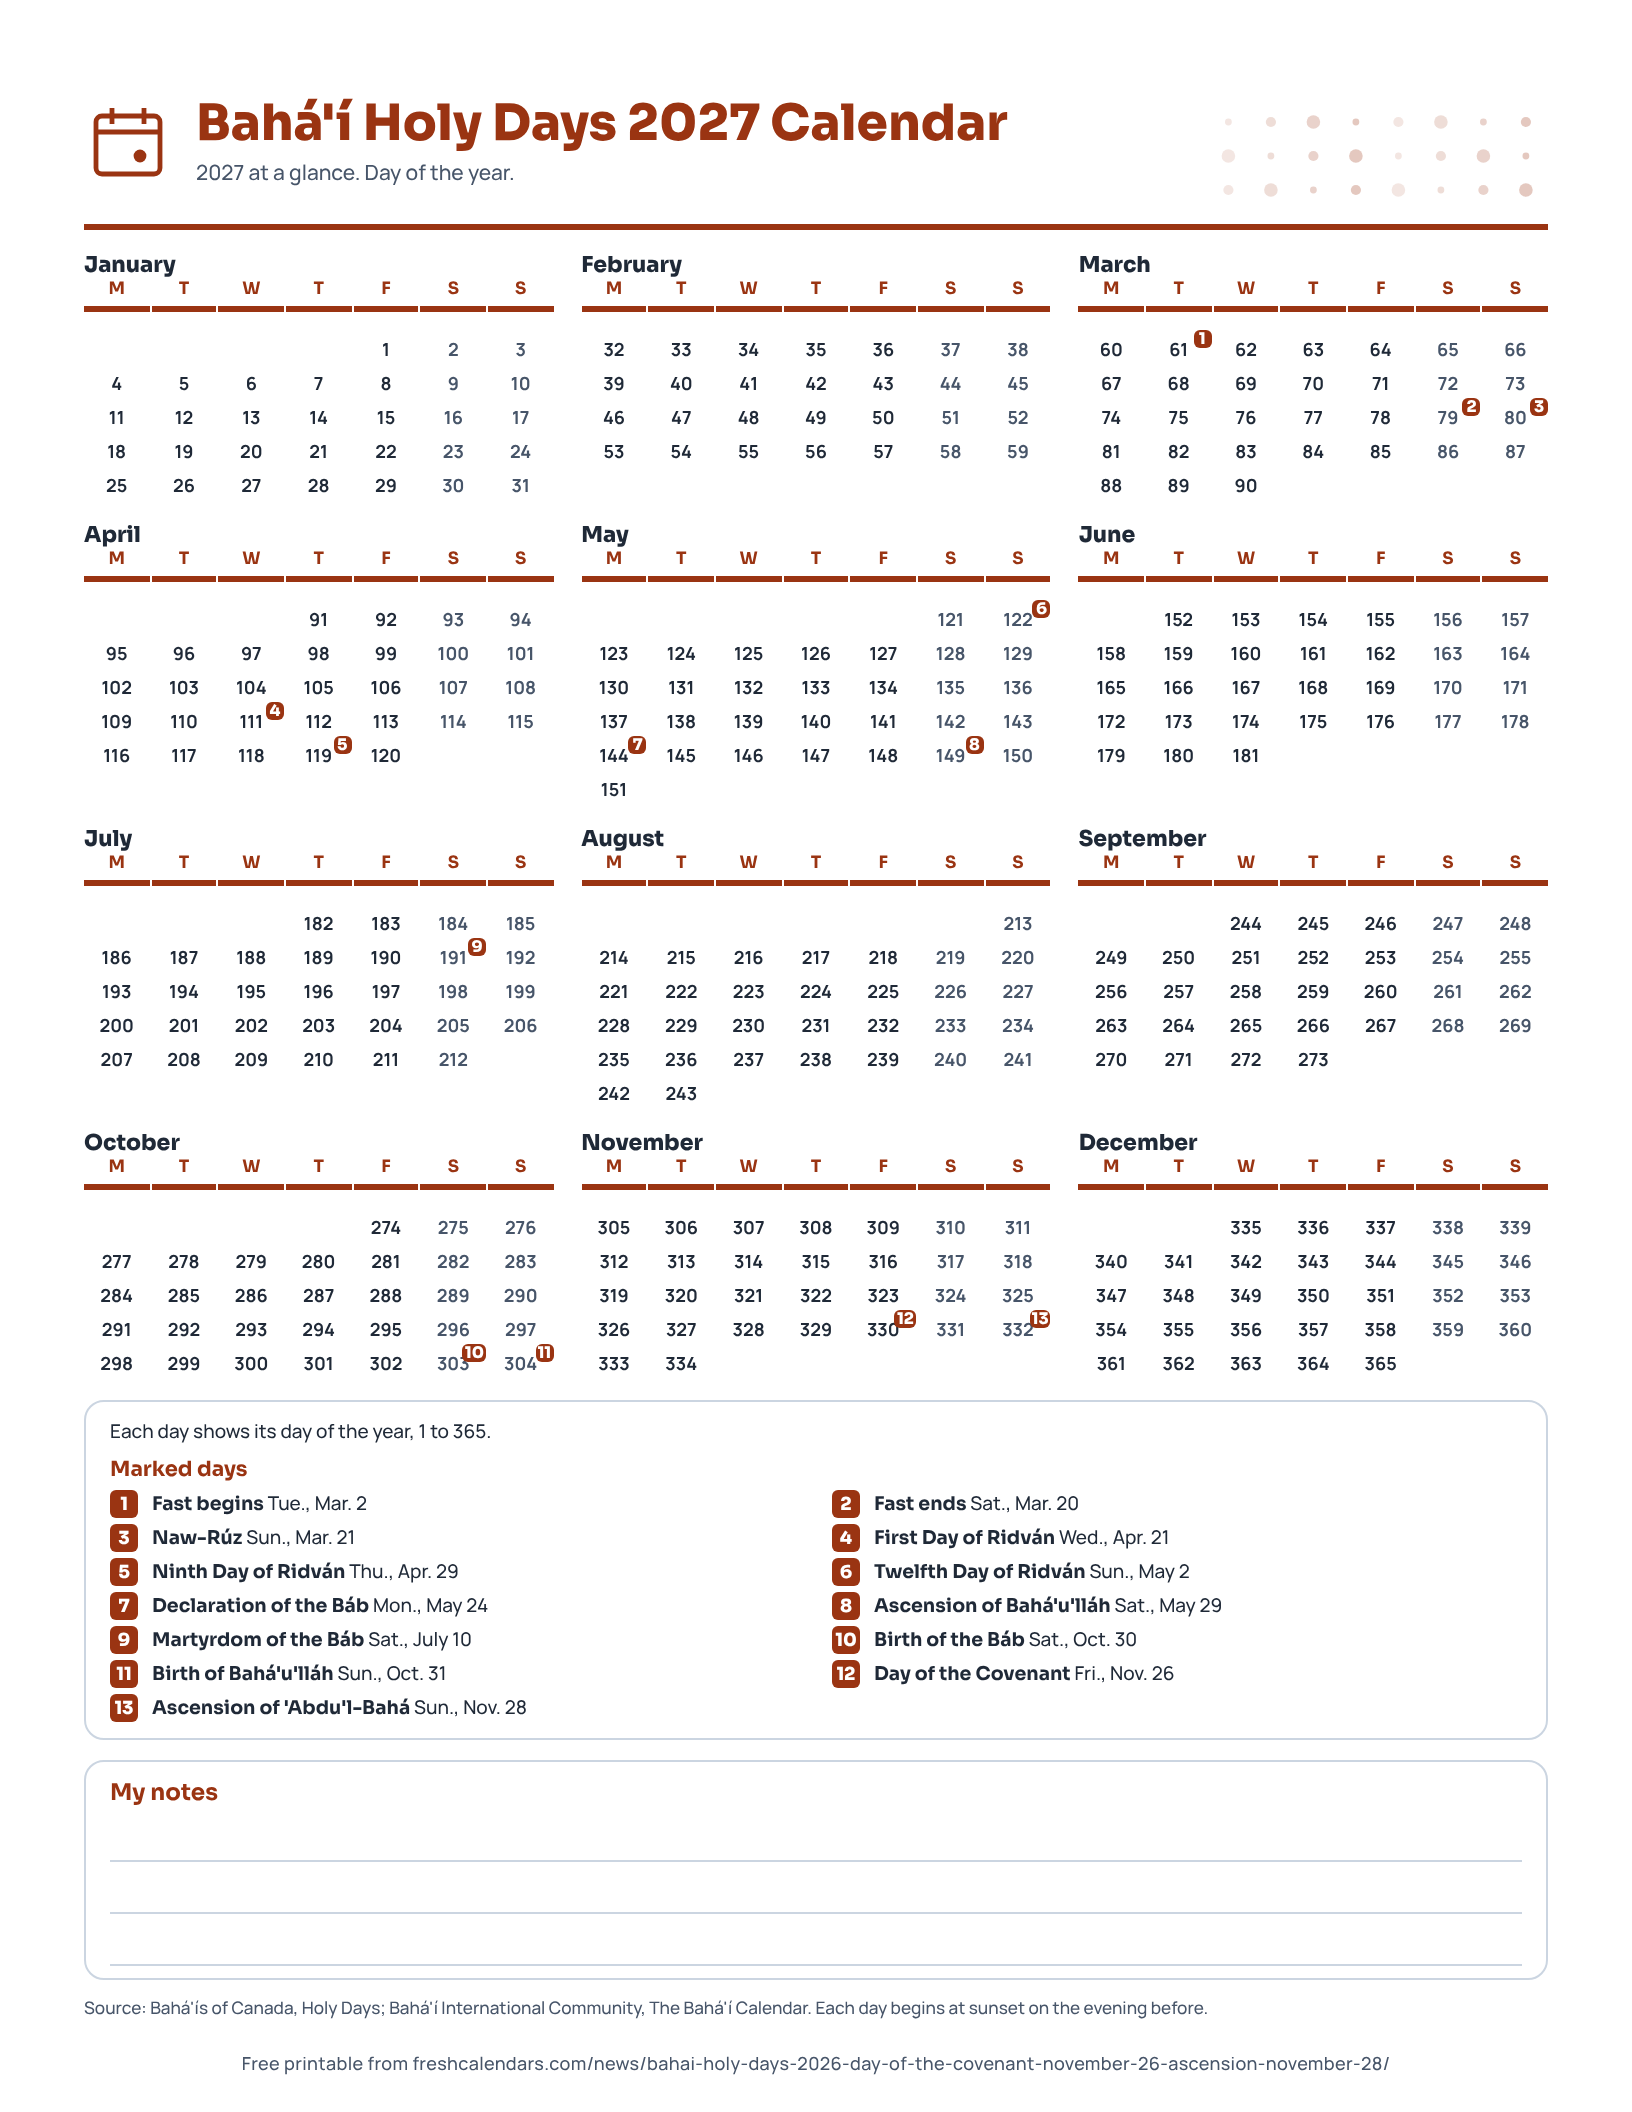 Bahá'í Holy Days 2027 Calendar
2027 at a glance. Day of the year.
January
M T W T F S S
1 2 3
4 5 6 7 8 9 10
11 12 13 14 15 16 17
18 19 20 21 22 23 24
25 26 27 28 29 30 31
February
M T W T F S S
32 33 34 35 36 37 38
39 40 41 42 43 44 45
46 47 48 49 50 51 52
53 54 55 56 57 58 59
March
M T W T F S S
60 61 1 62 63 64 65 66
67 68 69 70 71 72 73
74 75 76 77 78 79 2 80 3
81 82 83 84 85 86 87
88 89 90
April
M T W T F S S
91 92 93 94
95 96 97 98 99 100 101
102 103 104 105 106 107 108
109 110 111 4 112 113 114 115
116 117 118 119 5 120
May
M T W T F S S
121 122 6
123 124 125 126 127 128 129
130 131 132 133 134 135 136
137 138 139 140 141 142 143
144 7 145 146 147 148 149 8 150
151
June
M T W T F S S
152 153 154 155 156 157
158 159 160 161 162 163 164
165 166 167 168 169 170 171
172 173 174 175 176 177 178
179 180 181
July
M T W T F S S
182 183 184 185
186 187 188 189 190 191 9 192
193 194 195 196 197 198 199
200 201 202 203 204 205 206
207 208 209 210 211 212
August
M T W T F S S
213
214 215 216 217 218 219 220
221 222 223 224 225 226 227
228 229 230 231 232 233 234
235 236 237 238 239 240 241
242 243
September
M T W T F S S
244 245 246 247 248
249 250 251 252 253 254 255
256 257 258 259 260 261 262
263 264 265 266 267 268 269
270 271 272 273
October
M T W T F S S
274 275 276
277 278 279 280 281 282 283
284 285 286 287 288 289 290
291 292 293 294 295 296 297
298 299 300 301 302 303 10 304 11
November
M T W T F S S
305 306 307 308 309 310 311
312 313 314 315 316 317 318
319 320 321 322 323 324 325
326 327 328 329 330 12 331 332 13
333 334
December
M T W T F S S
335 336 337 338 339
340 341 342 343 344 345 346
347 348 349 350 351 352 353
354 355 356 357 358 359 360
361 362 363 364 365
Each day shows its day of the year, 1 to 365.
Marked days
1 Fast begins Tue., Mar. 2
2 Fast ends Sat., Mar. 20
3 Naw-Rúz Sun., Mar. 21
4 First Day of Ridván Wed., Apr. 21
5 Ninth Day of Ridván Thu., Apr. 29
6 Twelfth Day of Ridván Sun., May 2
7 Declaration of the Báb Mon., May 24
8 Ascension of Bahá'u'lláh Sat., May 29
9 Martyrdom of the Báb Sat., July 10
10 Birth of the Báb Sat., Oct. 30
11 Birth of Bahá'u'lláh Sun., Oct. 31
12 Day of the Covenant Fri., Nov. 26
13 Ascension of 'Abdu'l-Bahá Sun., Nov. 28
My notes
Source: Bahá'ís of Canada, Holy Days; Bahá'í International Community, The Bahá'í Calendar. Each day begins at sunset on the evening before.
Free printable from freshcalendars.com/news/bahai-holy-days-2026-day-of-the-covenant-november-26-ascension-november-28/